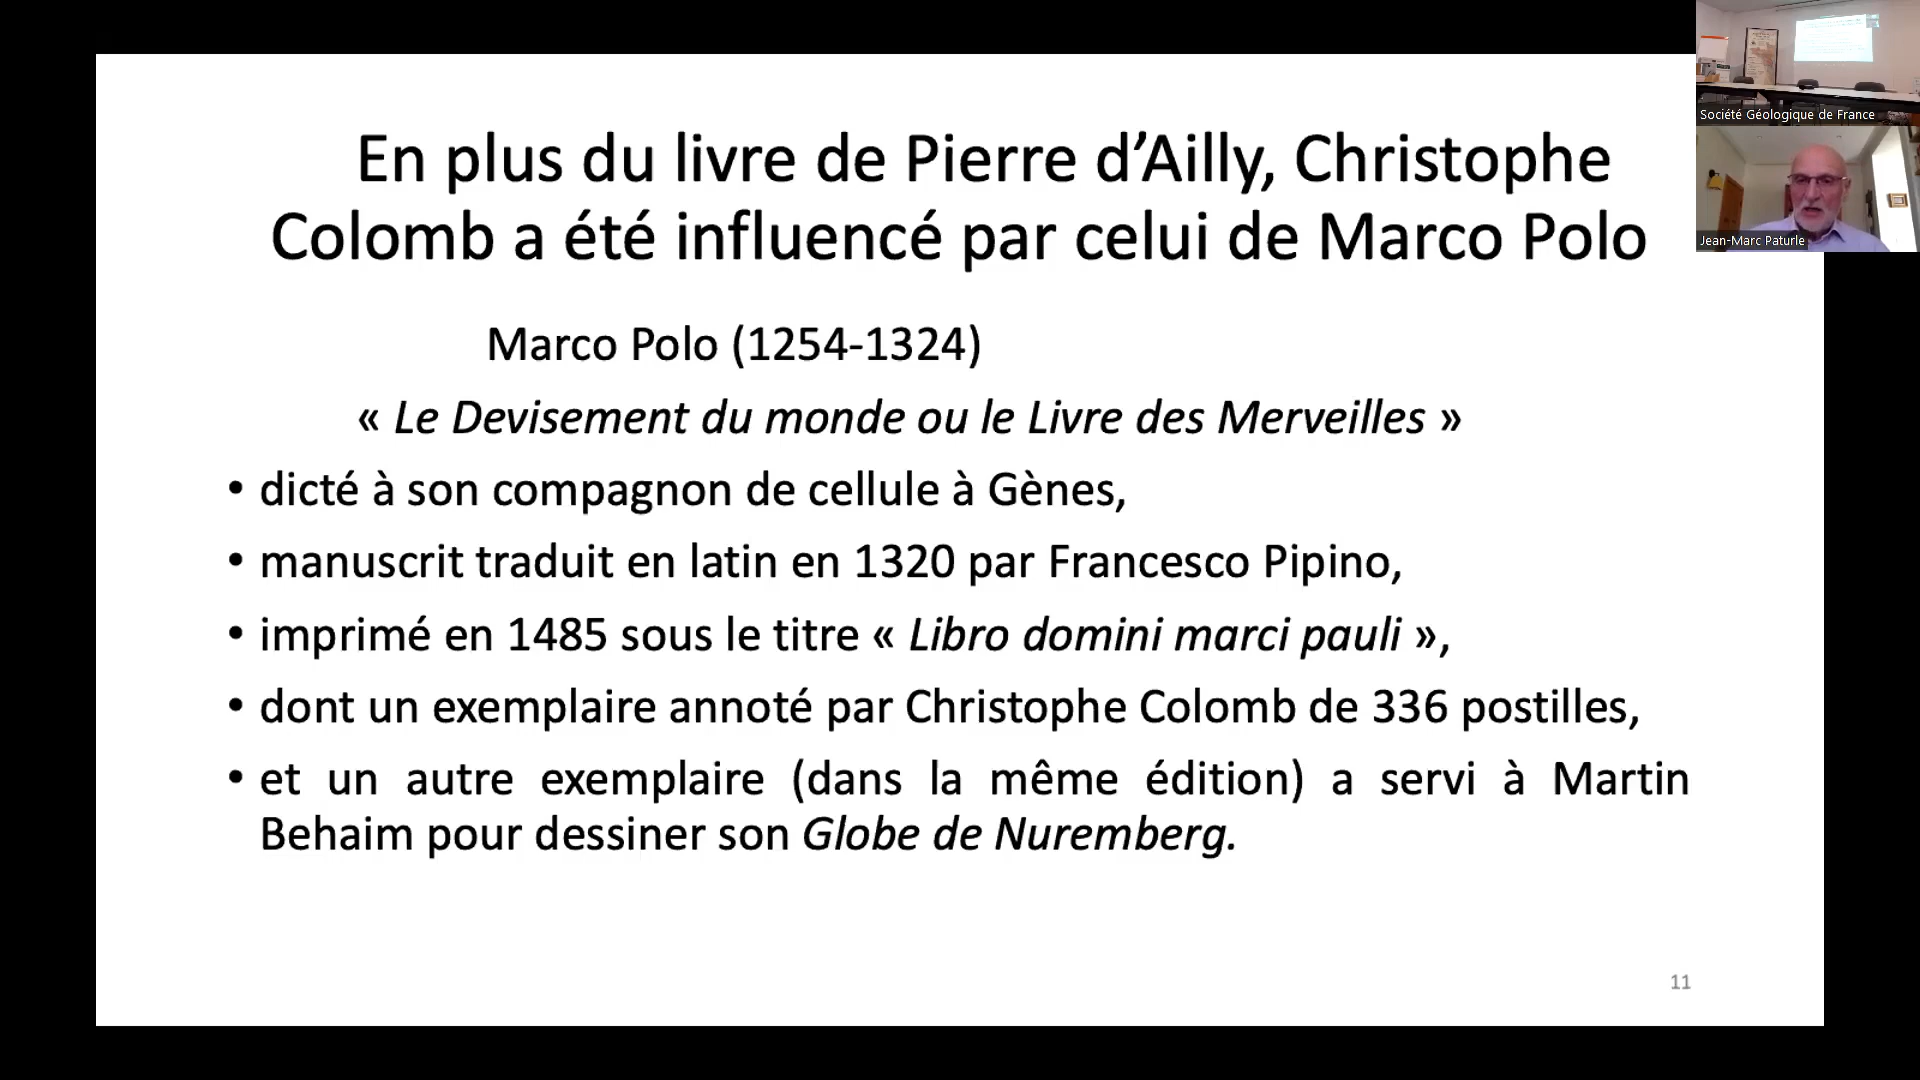 En plus du livre de Pierre d’Ailly, Christophe
Colomb a été influencé par celui de Marco Polo
Marco Polo (1254-1324)
« Le Devisement du monde ou le Livre des Merveilles »
• dicté à son compagnon de cellule à Gènes,
• manuscrit traduit en latin en 1320 par Francesco Pipino,
• imprimé en 1485 sous le titre « Libro domini marci pauli »,
• dont un exemplaire annoté par Christophe Colomb de 336 postilles,
• et un autre exemplaire (dans la même édition) a servi à Martin
Behaim pour dessiner son Globe de Nuremberg.
11
Société Géologique de France
Jean-Marc Paturle